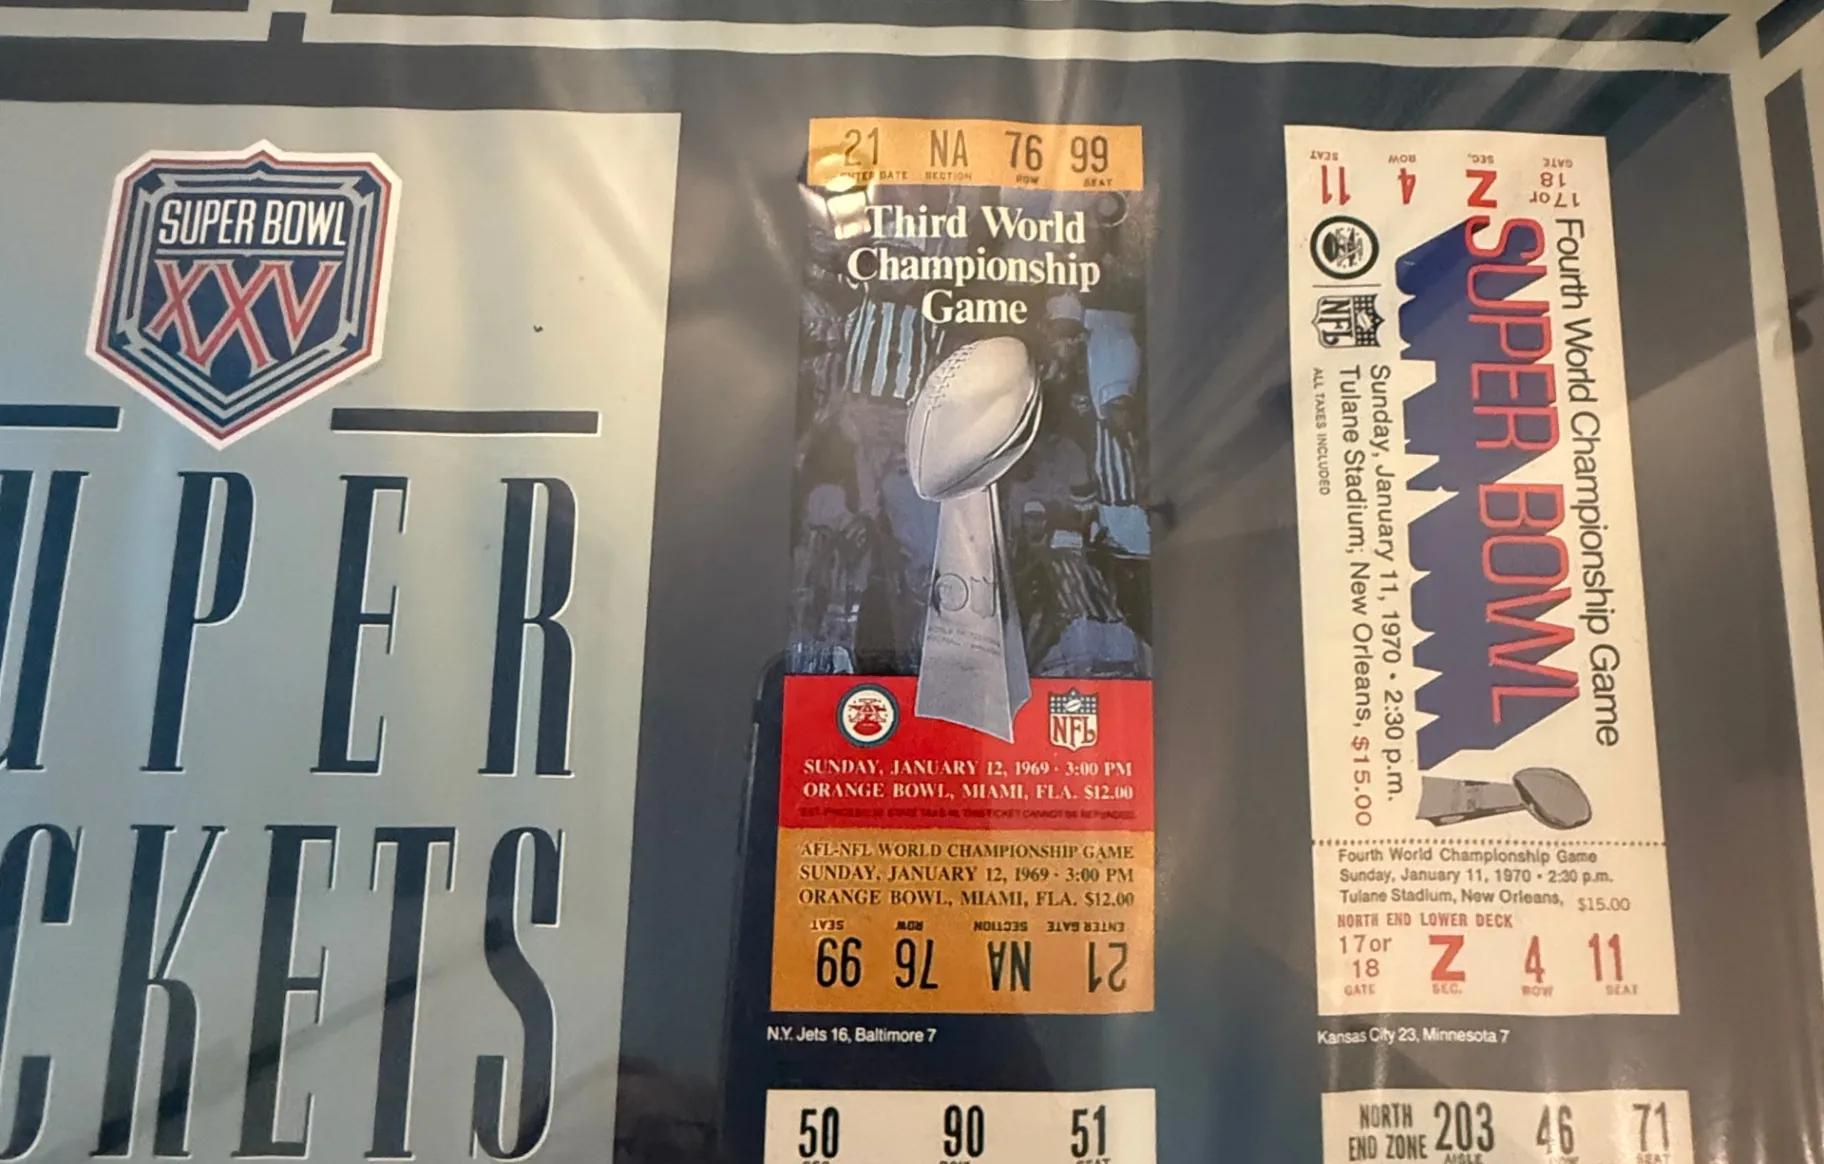 SUPER BOWL
XXV
UPER
CKETS
21 NA 76 99
ENTER GATE SECTION ROW SEAT
Third World
Championship
Game
NFL
SUNDAY, JANUARY 12, 1969 · 3:00 PM
ORANGE BOWL, MIAMI, FLA. $12.00
AFL-NFL WORLD CHAMPIONSHIP GAME
SUNDAY, JANUARY 12, 1969 · 3:00 PM
ORANGE BOWL, MIAMI, FLA. $12.00
ENTER GATE SECTION ROW SEAT
21 NA 76 99
N.Y. Jets 16, Baltimore 7
50 90 51
SEAT
GATE SEC. ROW SEAT
17 or
18 Z 4 11
Fourth World Championship Game
SUPER BOWL
NFL
Sunday, January 11, 1970 • 2:30 p.m.
Tulane Stadium; New Orleans, $15.00
ALL TAXES INCLUDED
Fourth World Championship Game
Sunday, January 11, 1970 • 2:30 p.m.
Tulane Stadium, New Orleans, $15.00
NORTH END LOWER DECK
17 or
18 Z 4 11
GATE SEC. ROW SEAT
Kansas City 23, Minnesota 7
NORTH
END ZONE 203 46 71
AISLE ROW SEAT